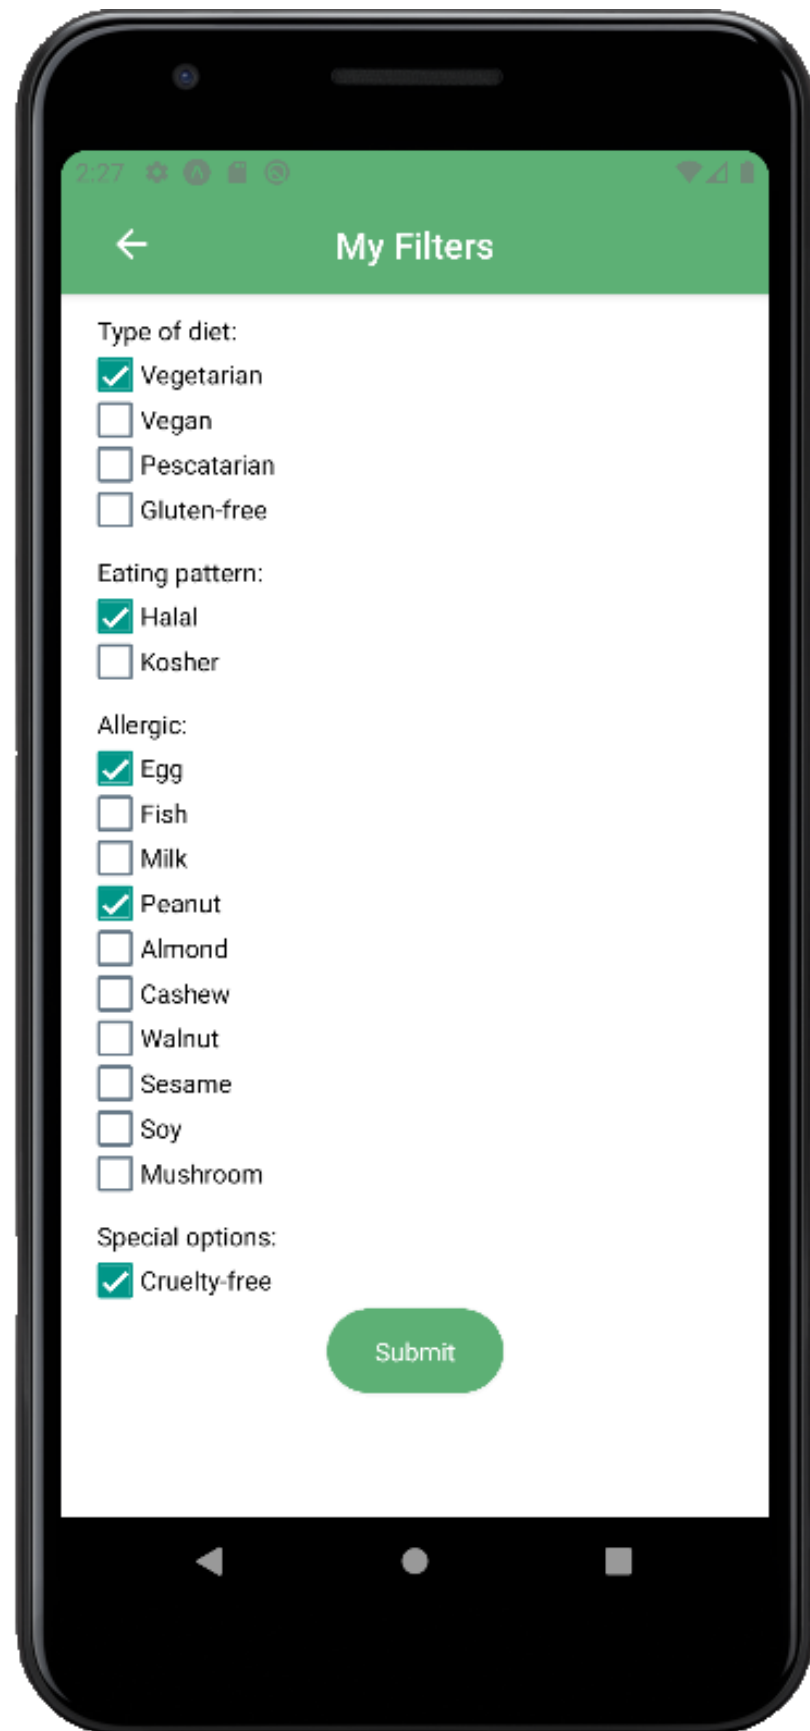 2:27
My Filters
Type of diet:
Vegetarian
Vegan
Pescatarian
Gluten-free
Eating pattern:
Halal
Kosher
Allergic:
Egg
Fish
Milk
Peanut
Almond
Cashew
Walnut
Sesame
Soy
Mushroom
Special options:
Cruelty-free
Submit